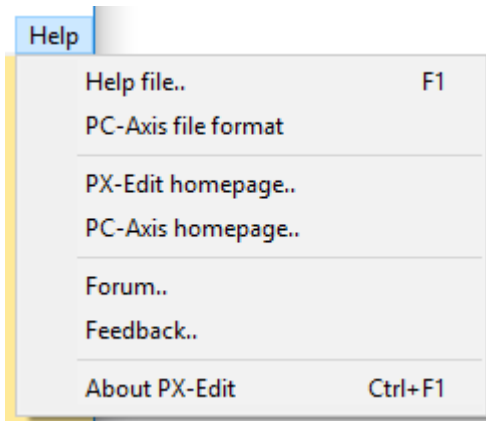 Help
Help file.. F1
PC-Axis file format
PX-Edit homepage..
PC-Axis homepage..
Forum..
Feedback..
About PX-Edit Ctrl+F1